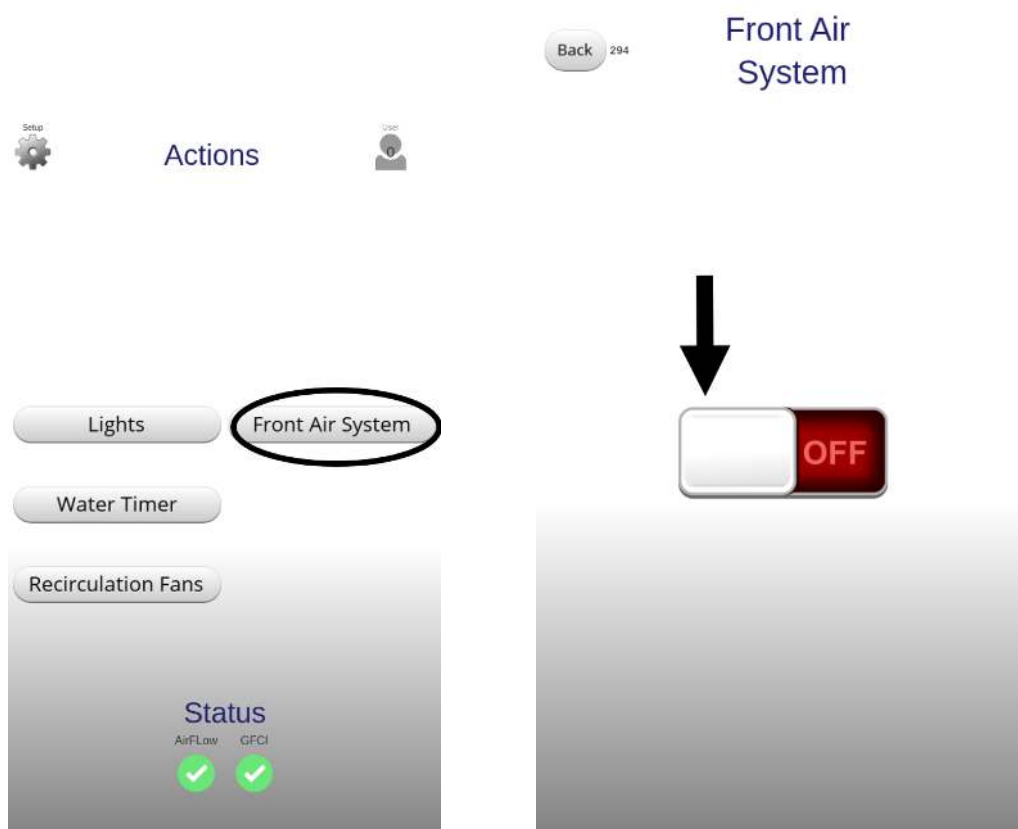 Setup
User
0
Actions
Lights
Front Air System
Water Timer
Recirculation Fans
Status
AirFLow GFCI
Back 294
Front Air
System
OFF